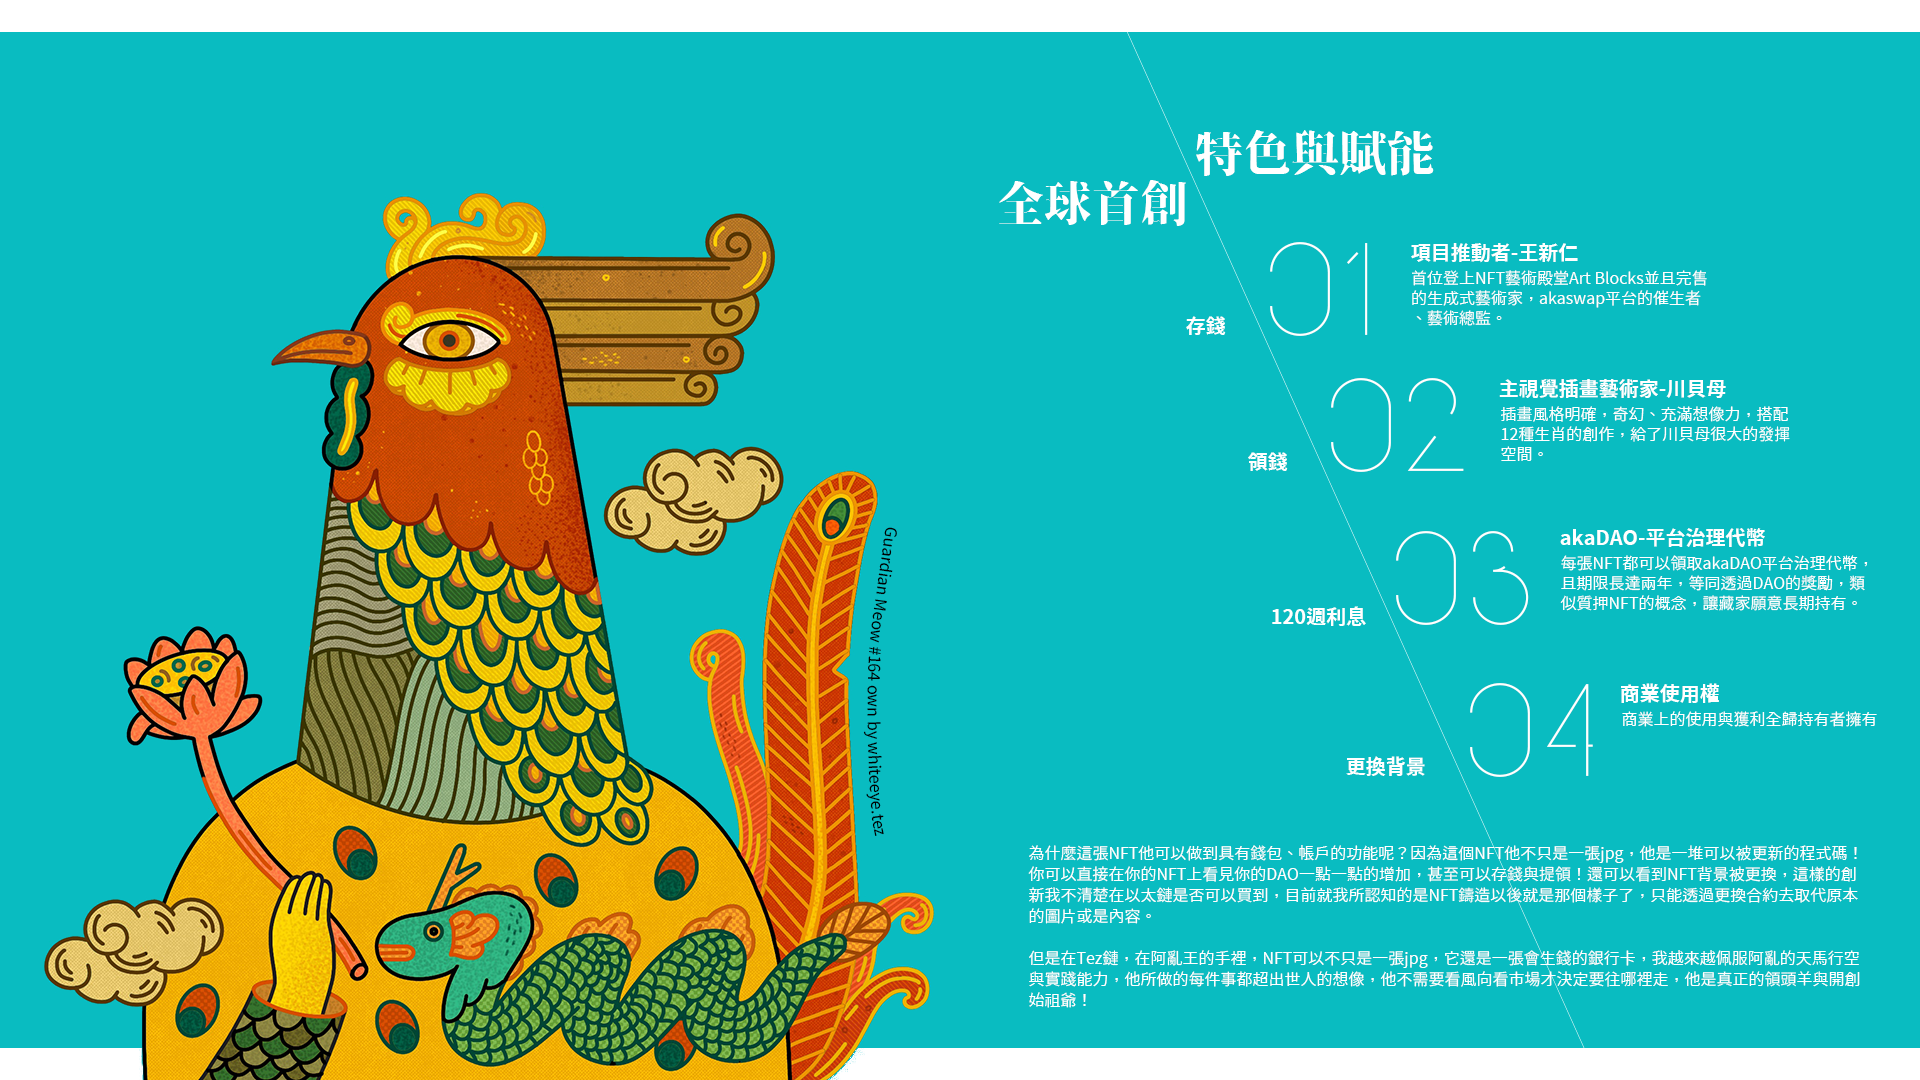 特色與賦能
全球首創
01
項目推動者-王新仁
首位登上NFT藝術殿堂Art Blocks並且完售
的生成式藝術家，akaswap平台的催生者
、藝術總監。
存錢
02
主視覺插畫藝術家-川貝母
插畫風格明確，奇幻、充滿想像力，搭配
12種生肖的創作，給了川貝母很大的發揮
空間。
領錢
03
akaDAO-平台治理代幣
每張NFT都可以領取akaDAO平台治理代幣，
且期限長達兩年，等同透過DAO的獎勵，類
似質押NFT的概念，讓藏家願意長期持有。
120週利息
04
商業使用權
商業上的使用與獲利全歸持有者擁有
更換背景
Guardian Meow #164 own by whiteeye.tez
為什麼這張NFT他可以做到具有錢包、帳戶的功能呢？因為這個NFT他不只是一張jpg，他是一堆可以被更新的程式碼！
你可以直接在你的NFT上看見你的DAO一點一點的增加，甚至可以存錢與提領！還可以看到NFT背景被更換，這樣的創
新我不清楚在以太鏈是否可以買到，目前就我所認知的是NFT鑄造以後就是那個樣子了，只能透過更換合約去取代原本
的圖片或是內容。
但是在Tez鏈，在阿亂王的手裡，NFT可以不只是一張jpg，它還是一張會生錢的銀行卡，我越來越佩服阿亂的天馬行空
與實踐能力，他所做的每件事都超出世人的想像，他不需要看風向看市場才決定要往哪裡走，他是真正的領頭羊與開創
始祖爺！